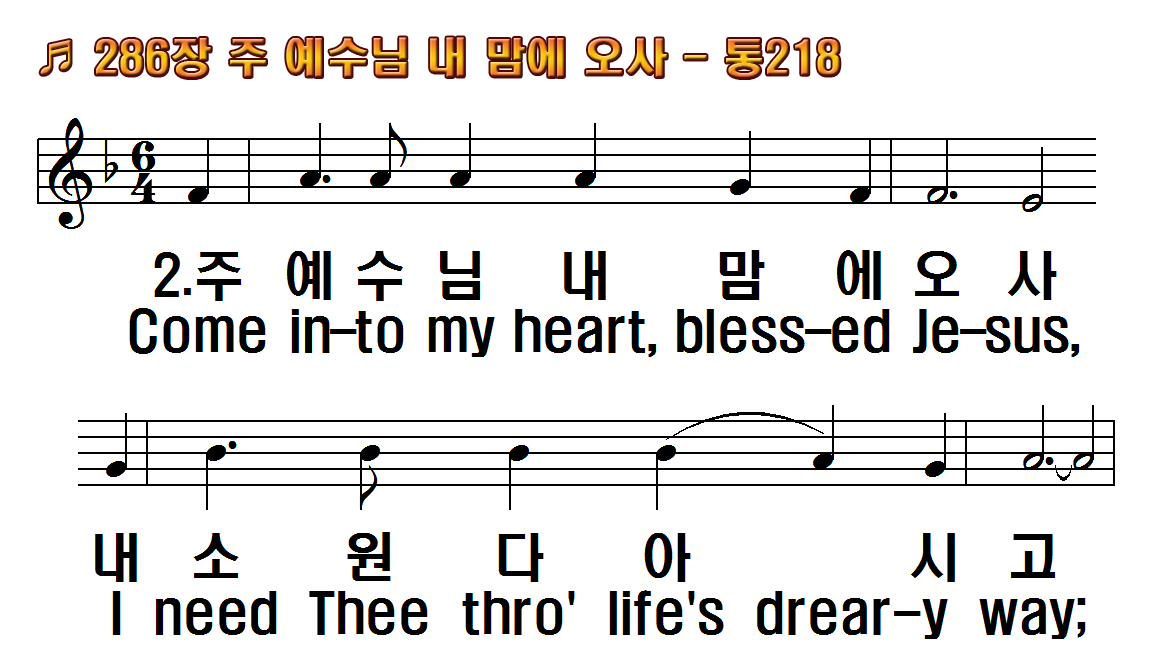 ♬ 286장 주 예수님 내 맘에 오사 - 통218
6
4
2.주 예 수 님 내 맘 에 오 사
Come in-to my heart, bless-ed Je-sus,
내 소 원 다 아 시 고
I need Thee thro' life's drear-y way;